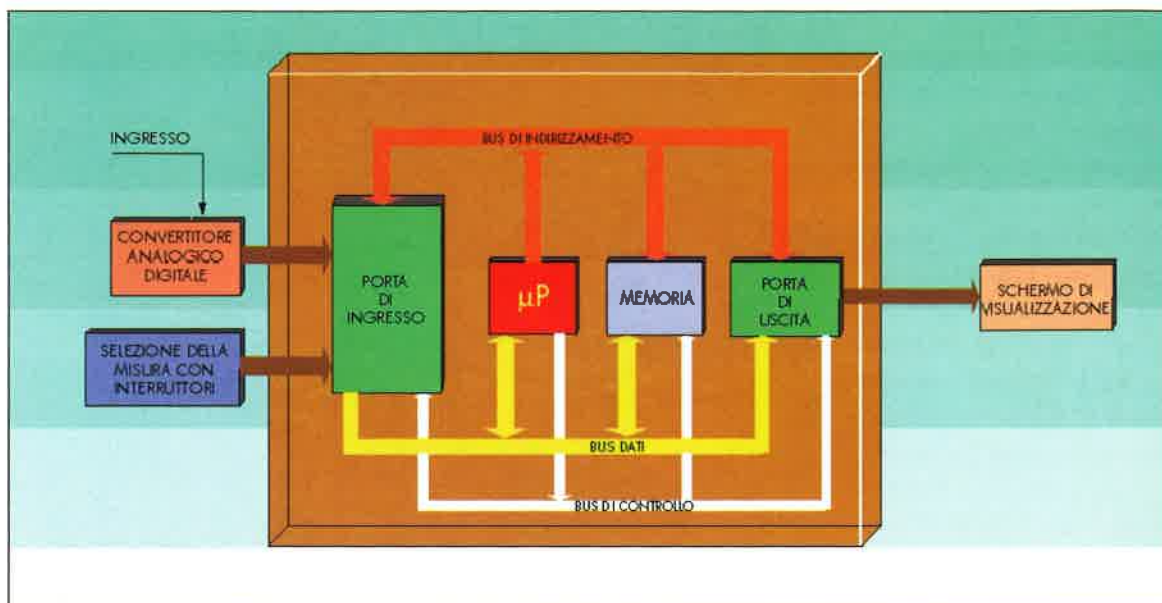 BUS DI INDIRIZZAMENTO
INGRESSO
CONVERTITORE
ANALOGICO
DIGITALE
PORTA
DI
INGRESSO
μP
MEMORIA
PORTA
DI
USCITA
SCHERMO DI
VISUALIZZAZIONE
SELEZIONE DELLA
MISURA CON
INTERRUTTORI
BUS DATI
BUS DI CONTROLLO